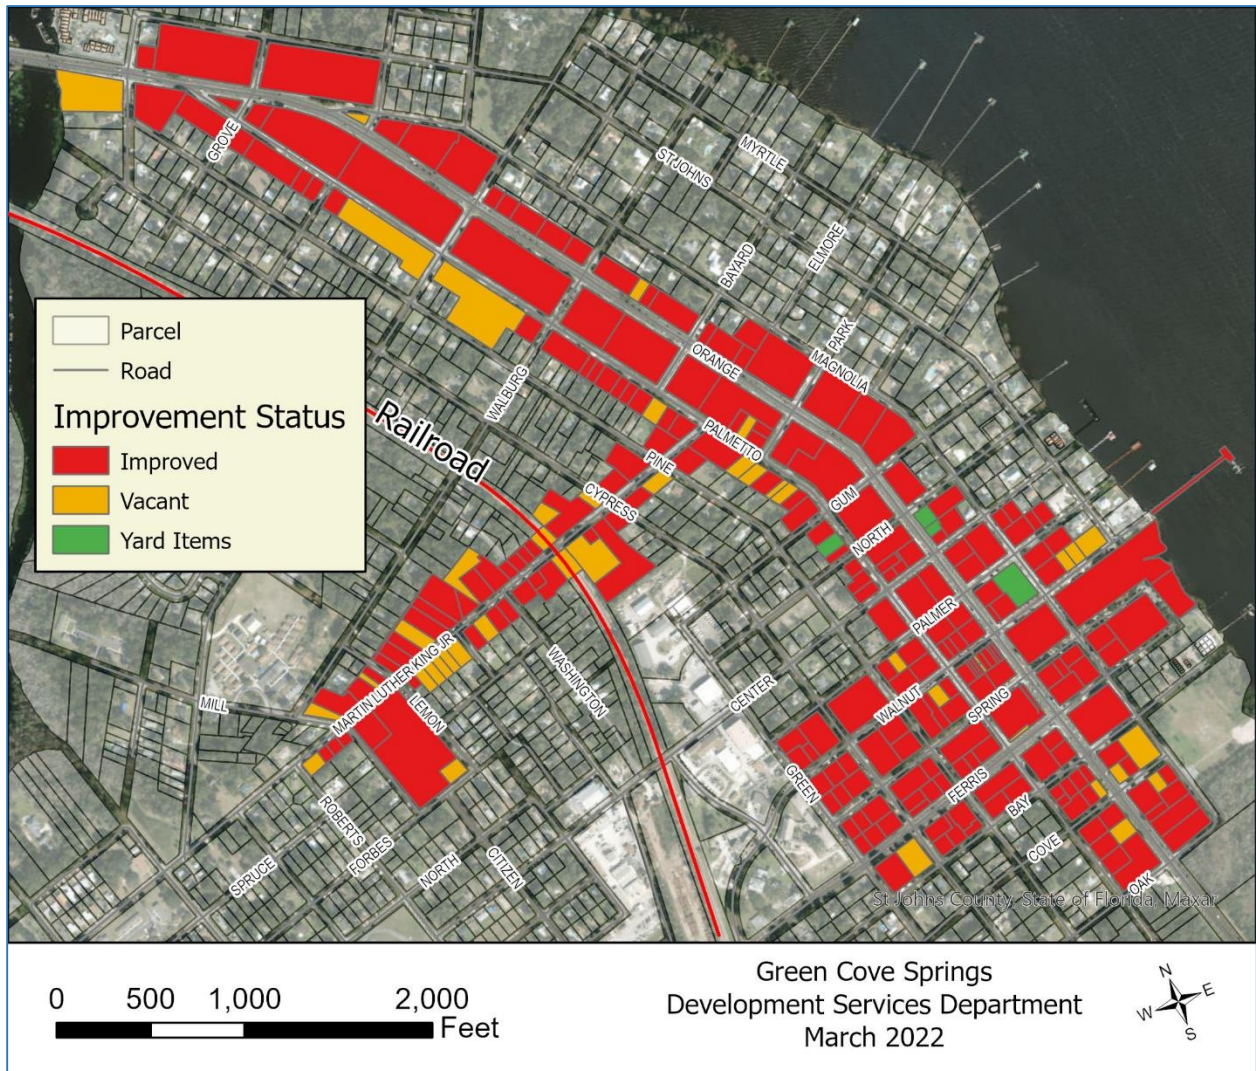 MYRTLE
ST JOHNS
GROVE
ELMORE
BAYARD
PARK
MAGNOLIA
ORANGE
WALBURG
PALMETTO
PINE
CYPRESS
GUM
NORTH
PALMER
WALNUT
SPRING
CENTER
WASHINGTON
MARTIN LUTHER KING JR
LEMON
MILL
GREEN
FERRIS
BAY
COVE
OAK
ROBERTS
FORBES
SPRUCE
NORTH
CITIZEN
Railroad
Parcel
Road
Improvement Status
Improved
Vacant
Yard Items
St Johns County, State of Florida, Maxar
0 500 1,000 2,000
Feet
Green Cove Springs
Development Services Department
March 2022
N
E
W
S